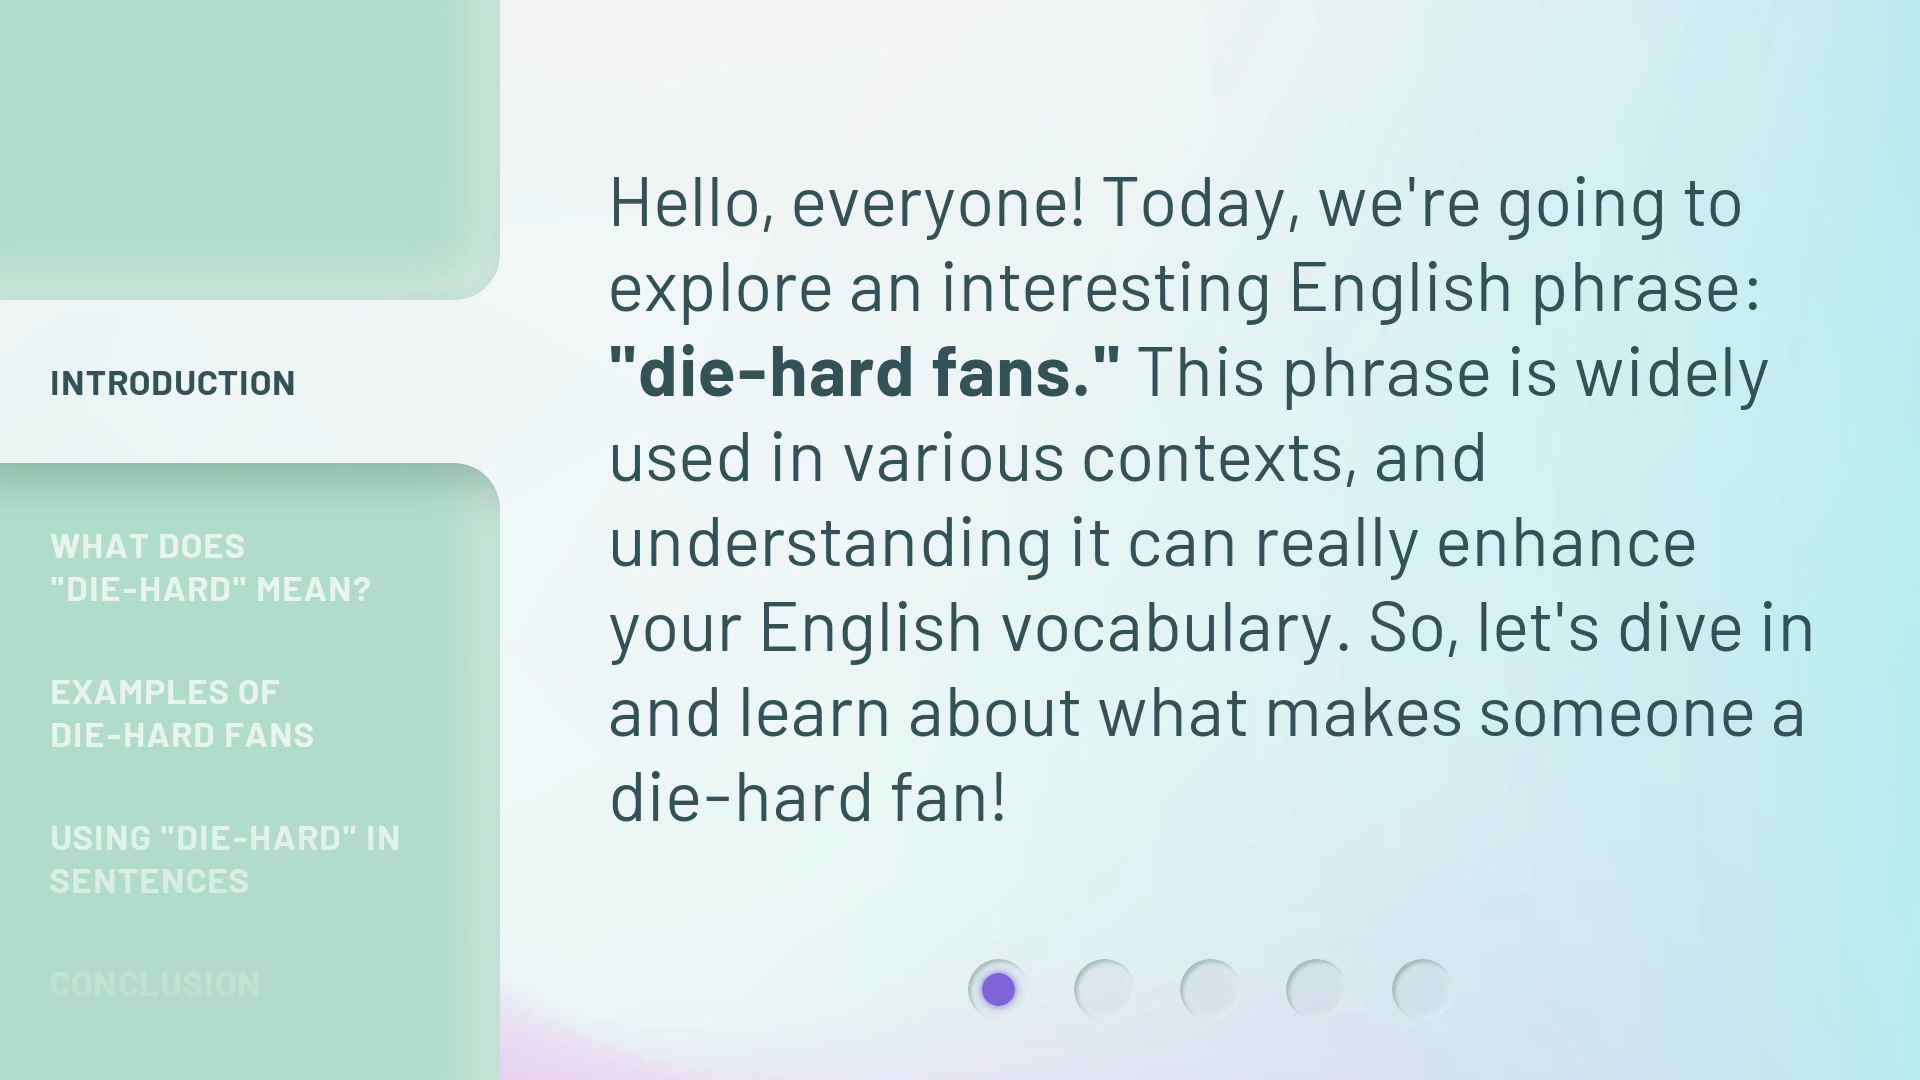 INTRODUCTION
WHAT DOES
"DIE-HARD" MEAN?
EXAMPLES OF
DIE-HARD FANS
USING "DIE-HARD" IN
SENTENCES
CONCLUSION
Hello, everyone! Today, we're going to
explore an interesting English phrase:
"die-hard fans." This phrase is widely
used in various contexts, and
understanding it can really enhance
your English vocabulary. So, let's dive in
and learn about what makes someone a
die-hard fan!